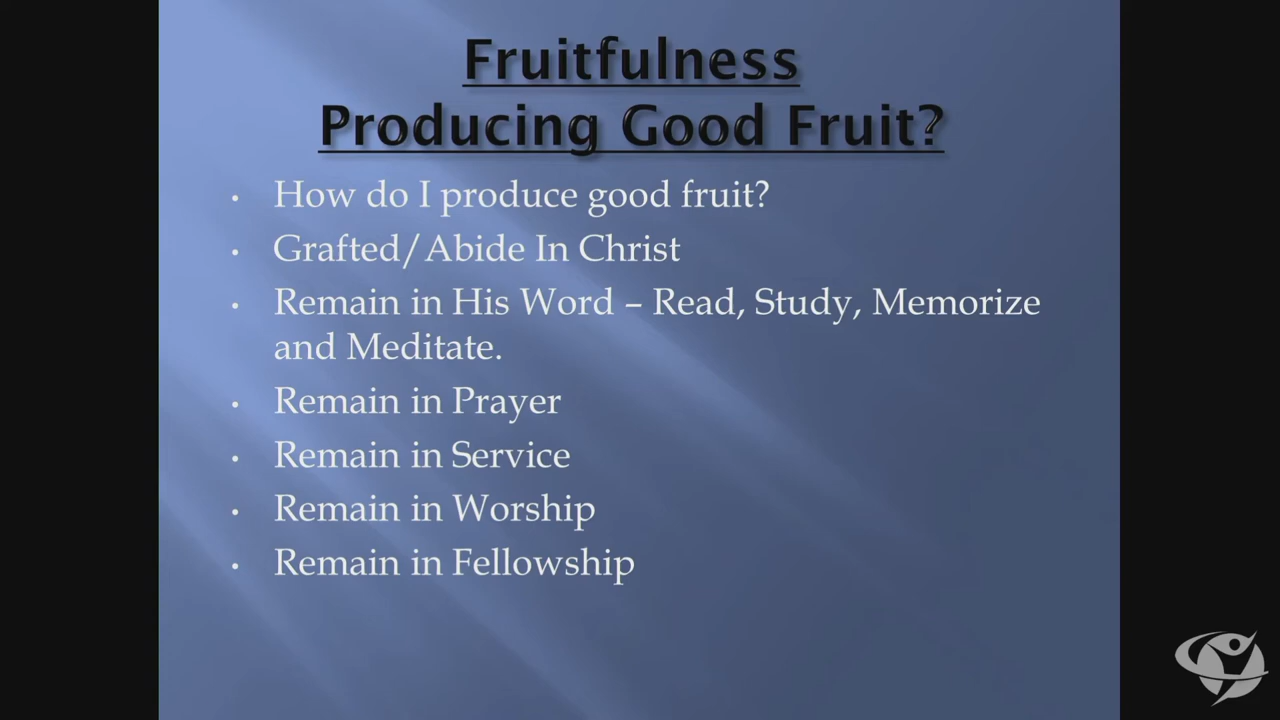 Fruitfulness
Producing Good Fruit?
• How do I produce good fruit?
• Grafted/Abide In Christ
• Remain in His Word – Read, Study, Memorize
and Meditate.
• Remain in Prayer
• Remain in Service
• Remain in Worship
• Remain in Fellowship